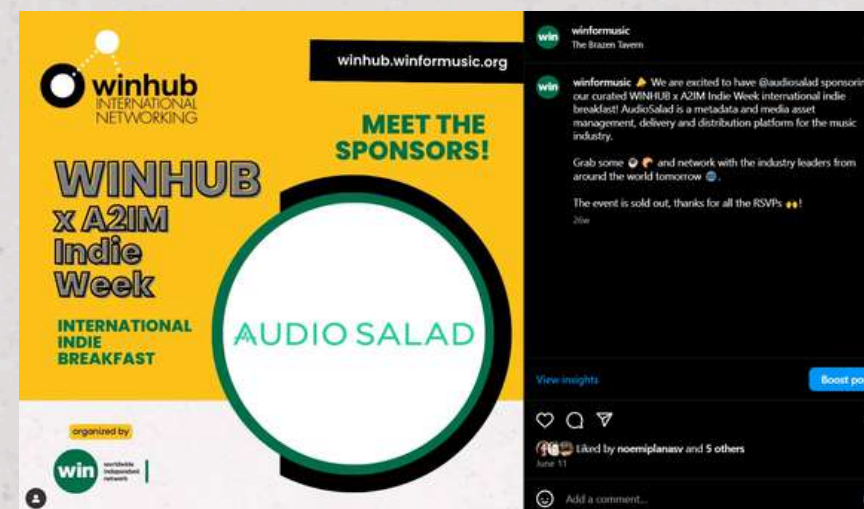 winhub
INTERNATIONAL
NETWORKING
winhub.winformusic.org
MEET THE
SPONSORS!
WINHUB
x A2IM
Indie
Week
INTERNATIONAL
INDIE
BREAKFAST
AUDIO SALAD
organized by
win
worldwide
independent
network
win
winformusic
The Brazen Tavern
win
winformusic 📣 We are excited to have @audiosalad sponsorin
our curated WINHUB x A2IM Indie Week international indie
breakfast! AudioSalad is a metadata and media asset
management, delivery and distribution platform for the music
industry.
Grab some ☕ 🥐 and network with the industry leaders from
around the world tomorrow 🌐.
The event is sold out, thanks for all the RSVPs 🙌!
26w
View insights
Boost po
Liked by noemiplanasv and 5 others
June 11
Add a comment...